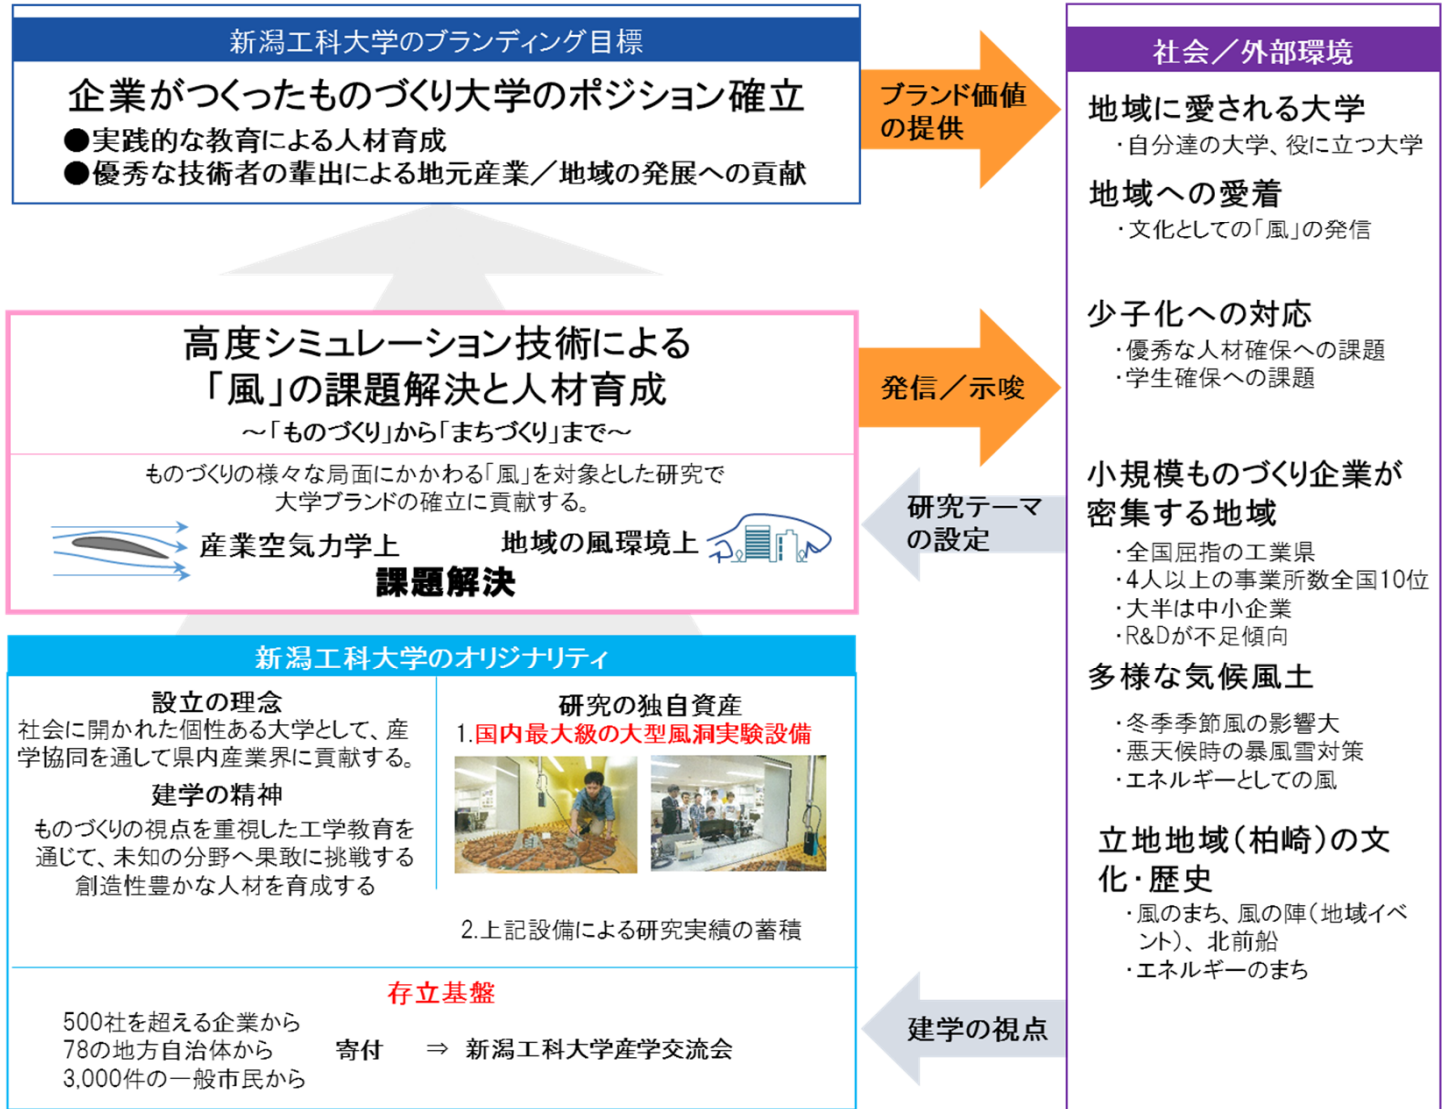 新潟工科大学のブランディング目標
企業がつくったものづくり大学のポジション確立
●実践的な教育による人材育成
●優秀な技術者の輩出による地元産業／地域の発展への貢献
ブランド価値
の提供
高度シミュレーション技術による
「風」の課題解決と人材育成
～「ものづくり」から「まちづくり」まで～
ものづくりの様々な局面にかかわる「風」を対象とした研究で
大学ブランドの確立に貢献する。
産業空気力学上
地域の風環境上
課題解決
発信／示唆
研究テーマ
の設定
新潟工科大学のオリジナリティ
設立の理念
社会に開かれた個性ある大学として、産
学協同を通して県内産業界に貢献する。
建学の精神
ものづくりの視点を重視した工学教育を
通じて、未知の分野へ果敢に挑戦する
創造性豊かな人材を育成する
研究の独自資産
1.国内最大級の大型風洞実験設備
2.上記設備による研究実績の蓄積
存立基盤
500社を超える企業から
78の地方自治体から
3,000件の一般市民から
寄付 ⇒ 新潟工科大学産学交流会
建学の視点
社会／外部環境
地域に愛される大学
・自分達の大学、役に立つ大学
地域への愛着
・文化としての「風」の発信
少子化への対応
・優秀な人材確保への課題
・学生確保への課題
小規模ものづくり企業が
密集する地域
・全国屈指の工業県
・4人以上の事業所数全国10位
・大半は中小企業
・R&Dが不足傾向
多様な気候風土
・冬季季節風の影響大
・悪天候時の暴風雪対策
・エネルギーとしての風
立地地域（柏崎）の文
化・歴史
・風のまち、風の陣（地域イベ
ント）、北前船
・エネルギーのまち